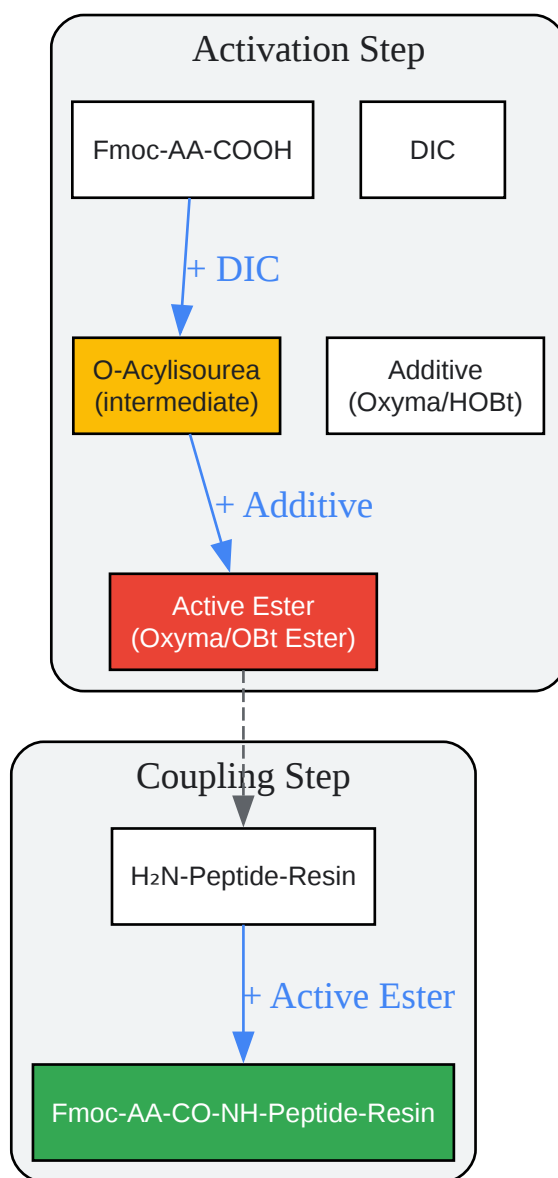 Activation Step
Fmoc-AA-COOH
DIC
+ DIC
O-Acylisourea
(intermediate)
Additive
(Oxyma/HOBt)
+ Additive
Active Ester
(Oxyma/OBt Ester)
Coupling Step
H₂N-Peptide-Resin
+ Active Ester
Fmoc-AA-CO-NH-Peptide-Resin